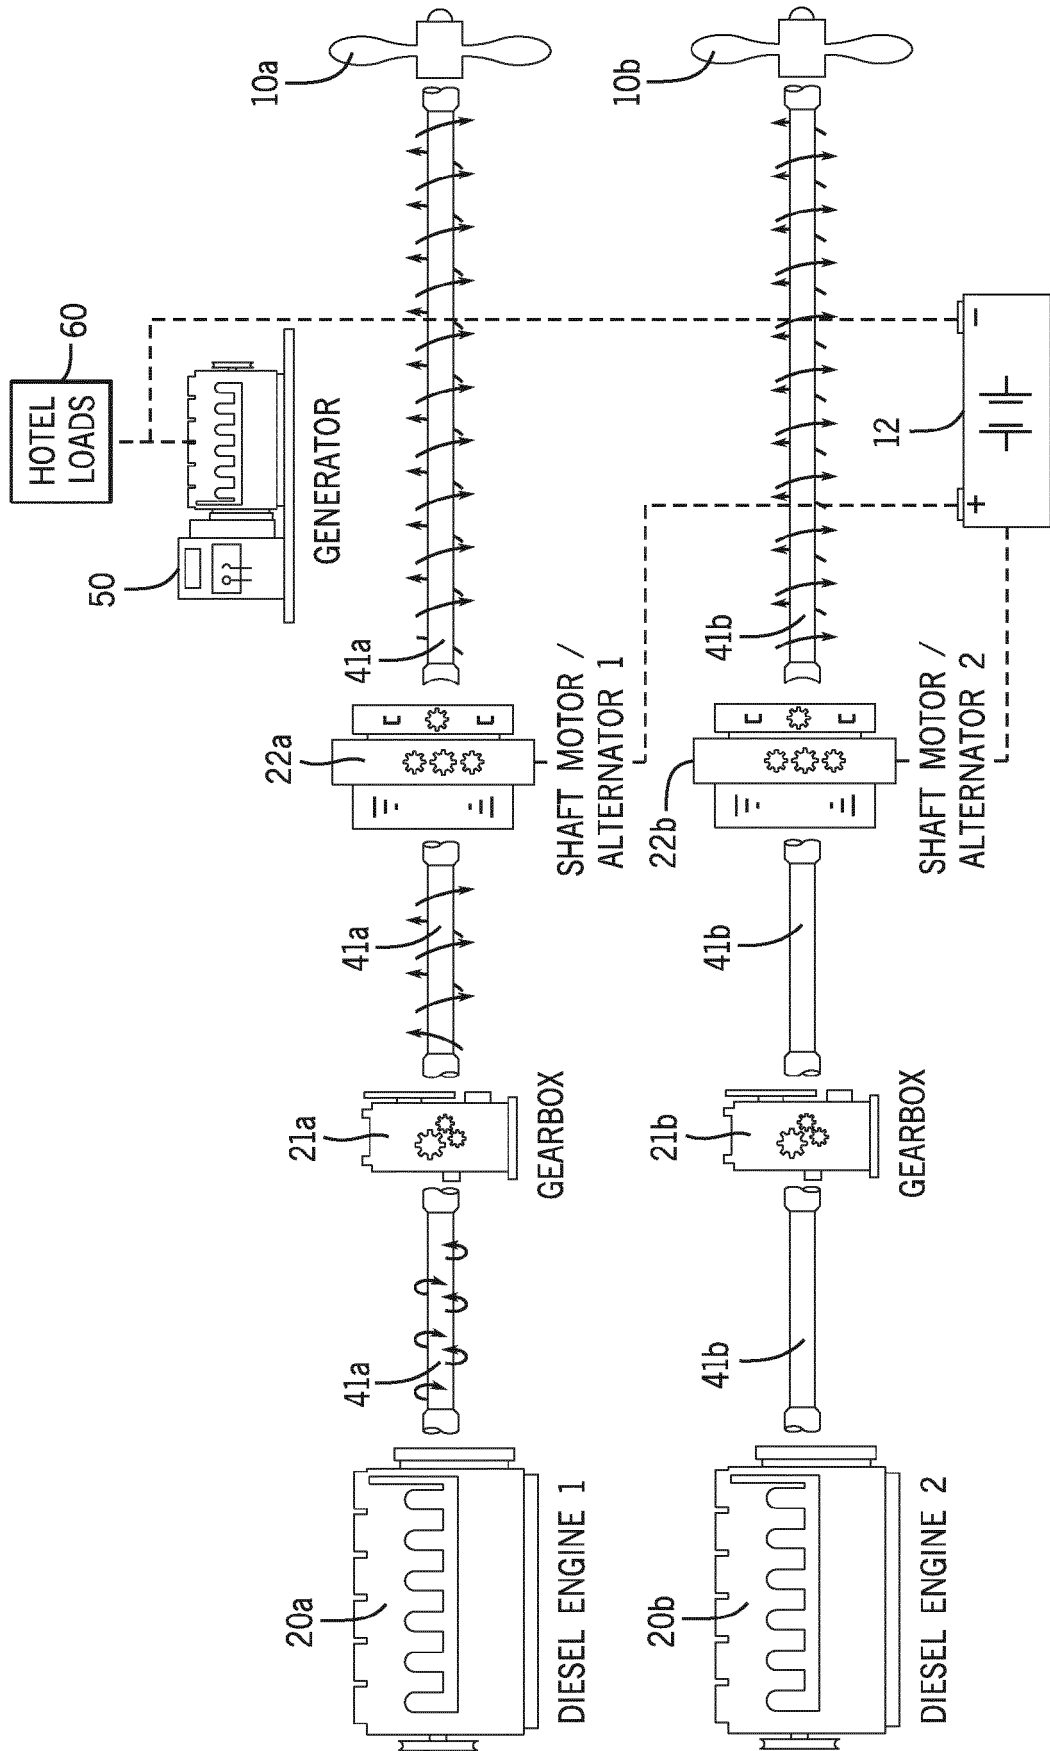 HOTEL
LOADS
60
50
GENERATOR
10a
20a
41a
21a
41a
22a
41a
DIESEL ENGINE 1
GEARBOX
SHAFT MOTOR /
ALTERNATOR 1
10b
20b
41b
21b
41b
22b
41b
DIESEL ENGINE 2
GEARBOX
SHAFT MOTOR /
ALTERNATOR 2
12
+
-